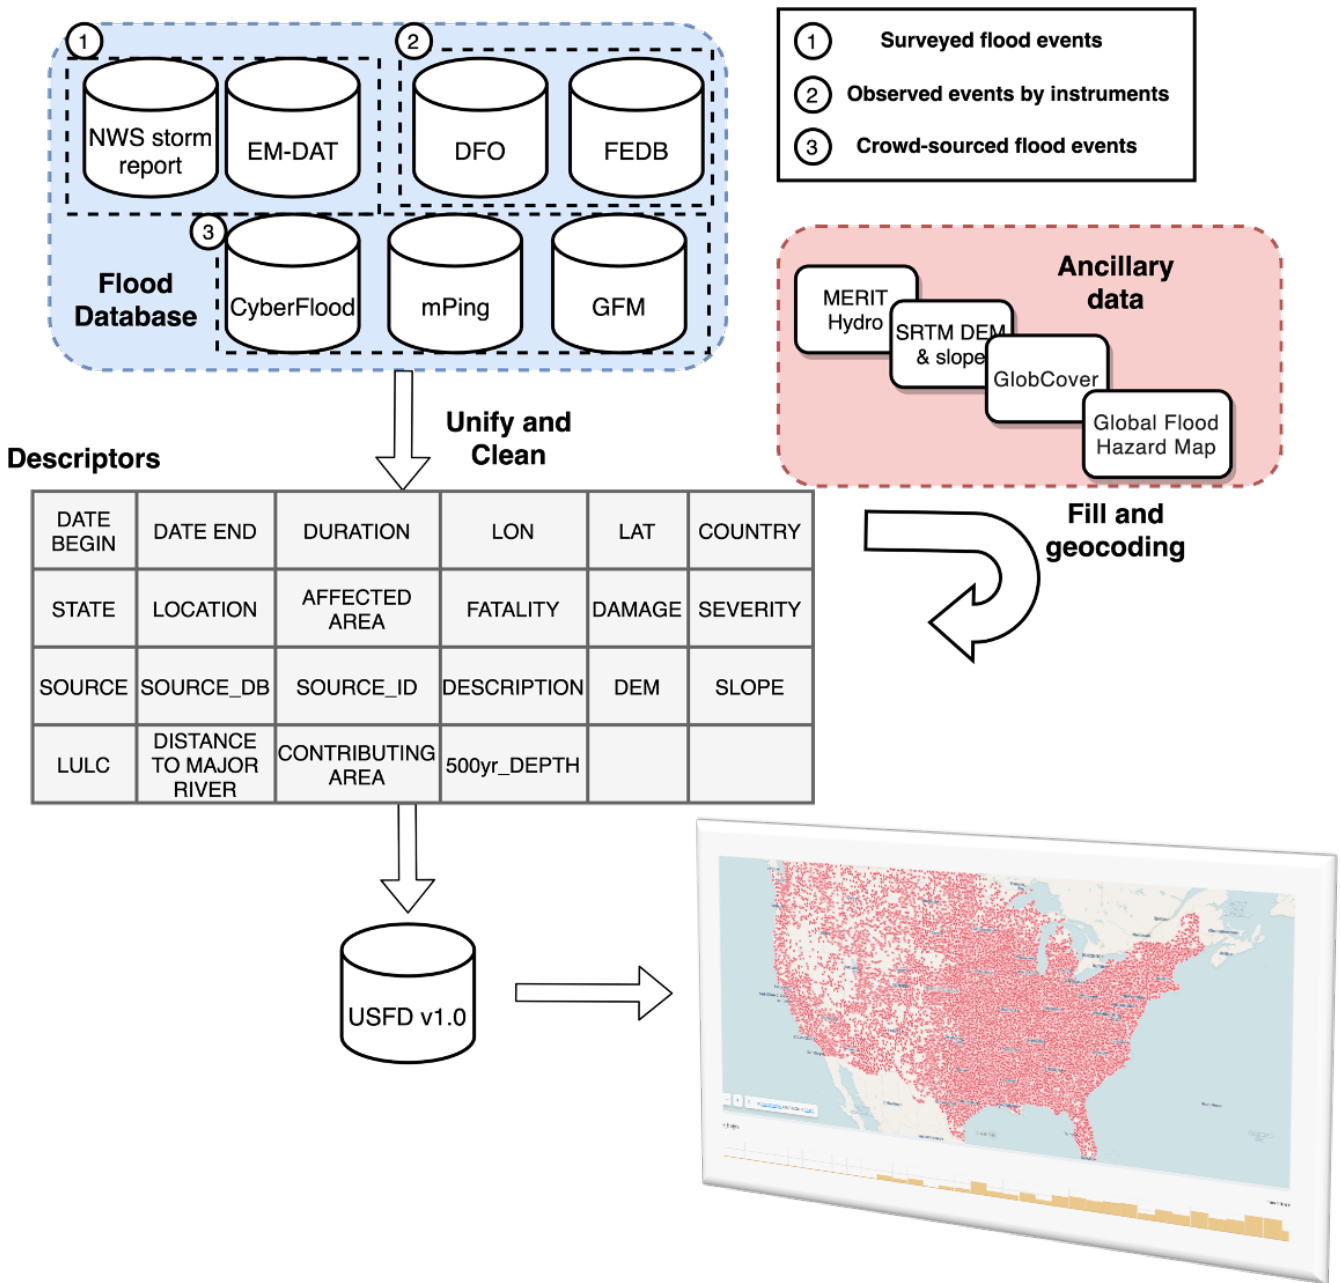 1
2
NWS storm
report
EM-DAT
DFO
FEDB
3
CyberFlood
mPing
GFM
Flood
Database
1
Surveyed flood events
2
Observed events by instruments
3
Crowd-sourced flood events
Ancillary
data
MERIT
Hydro
SRTM DEM
& slope
GlobCover
Global Flood
Hazard Map
Unify and
Clean
Fill and
geocoding
Descriptors
DATE
BEGIN
DATE END
DURATION
LON
LAT
COUNTRY
STATE
LOCATION
AFFECTED
AREA
FATALITY
DAMAGE
SEVERITY
SOURCE
SOURCE_DB
SOURCE_ID
DESCRIPTION
DEM
SLOPE
LULC
DISTANCE
TO MAJOR
RIVER
CONTRIBUTING
AREA
500yr_DEPTH
USFD v1.0